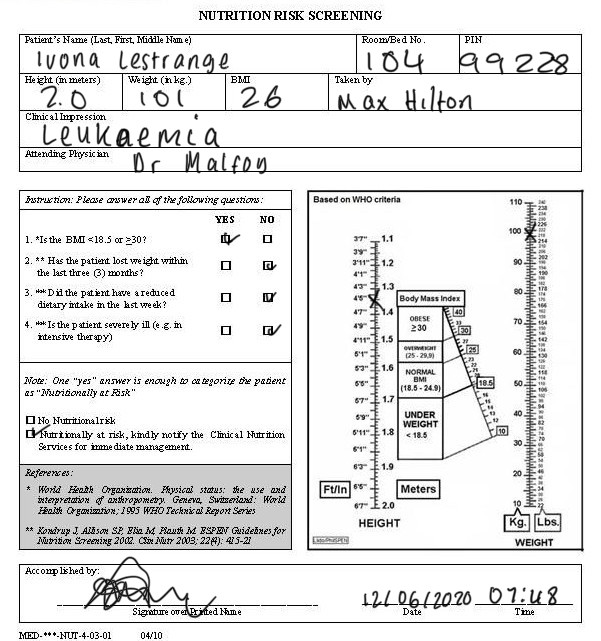 NUTRITION RISK SCREENING
Patient's Name (Last, First, Middle Name) Room/Bed No. PIN
Ivona Lestrange 104 99228
Height (in meters) Weight (in kg.) BMI Taken by
2.0 101 26 Max Hilton
Clinical Impression
Leukaemia
Attending Physician
Dr Malfoy
Instruction: Please answer all of the following questions:
YES NO
1. *Is the BMI <18.5 or ≥30?
2. ** Has the patient lost weight within
the last three (3) months?
3. ** Did the patient have a reduced
dietary intake in the last week?
4. ** Is the patient severely ill (e.g. in
intensive therapy)
Note: One "yes" answer is enough to categorize the patient
as "Nutritionally at Risk"
No Nutritional risk
Nutritionally at risk, kindly notify the Clinical Nutrition
Services for immediate management.
References:
* World Health Organization. Physical status: the use and
interpretation of anthropometry. Geneva, Switzerland: World
Health Organization; 1995 WHO Technical Report Series
** Kondrup J, Allison SP, Elia M, Plauth M. ESPEN Guidelines for
Nutrition Screening 2002. Clin Nutr 2003; 22(4): 415-21
Based on WHO criteria
3'7" 1.1
3'9"
3'11" 1.2
4'1"
4'3" 1.3
4'5"
4'7" 1.4
4'9"
4'11" 1.5
5'1"
5'3" 1.6
5'5"
5'7" 1.7
5'9"
5'11" 1.8
6'1"
6'3" 1.9
6'5"
6'7" 2.0
Ft/In Meters
HEIGHT
Body Mass Index
OBESE
≥30
OVERWEIGHT
(25 - 29,9)
NORMAL
BMI
(18.5 - 24.9)
UNDER
WEIGHT
< 18.5
40
30
25
18.5
10
110
100
90
80
70
60
50
40
30
20
10
Kg. Lbs.
WEIGHT
Accomplished by:
Signature over Printed Name
12/06/2020 07:48
Date Time
MED-***-NUT-4-03-01 04/10